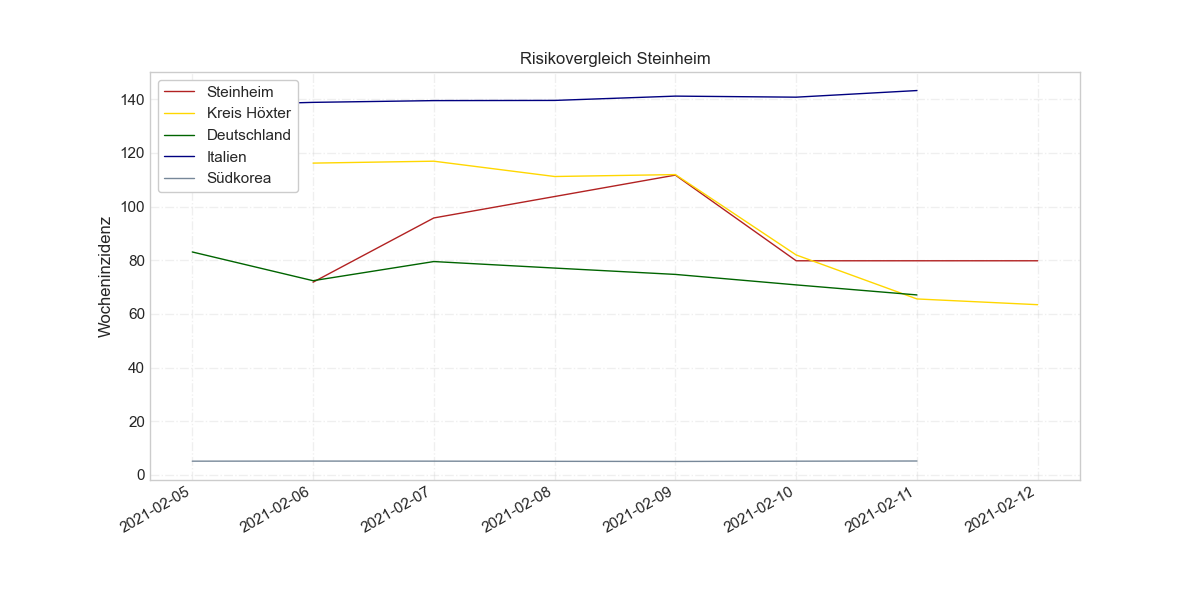 Risikovergleich Steinheim
Steinheim
Kreis Höxter
Deutschland
Italien
Südkorea
Wocheninzidenz
140
120
100
80
60
40
20
0
2021-02-05
2021-02-06
2021-02-07
2021-02-08
2021-02-09
2021-02-10
2021-02-11
2021-02-12